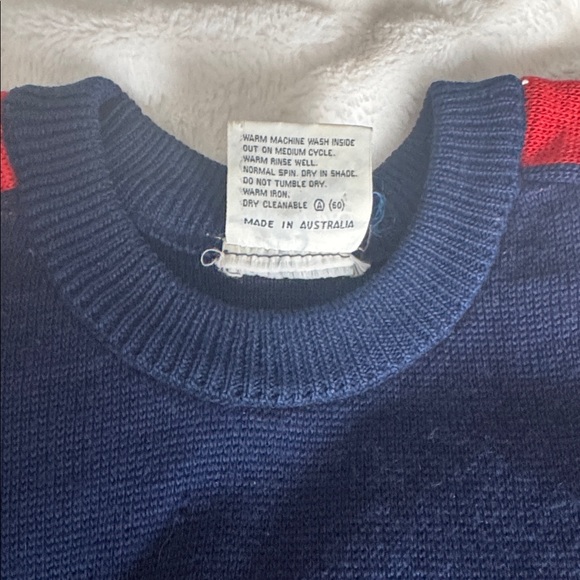 WARM MACHINE WASH INSIDE
OUT ON MEDIUM CYCLE.
WARM RINSE WELL.
NORMAL SPIN. DRY IN SHADE.
DO NOT TUMBLE DRY.
WARM IRON.
DRY CLEANABLE Ⓐ (60)
MADE IN AUSTRALIA